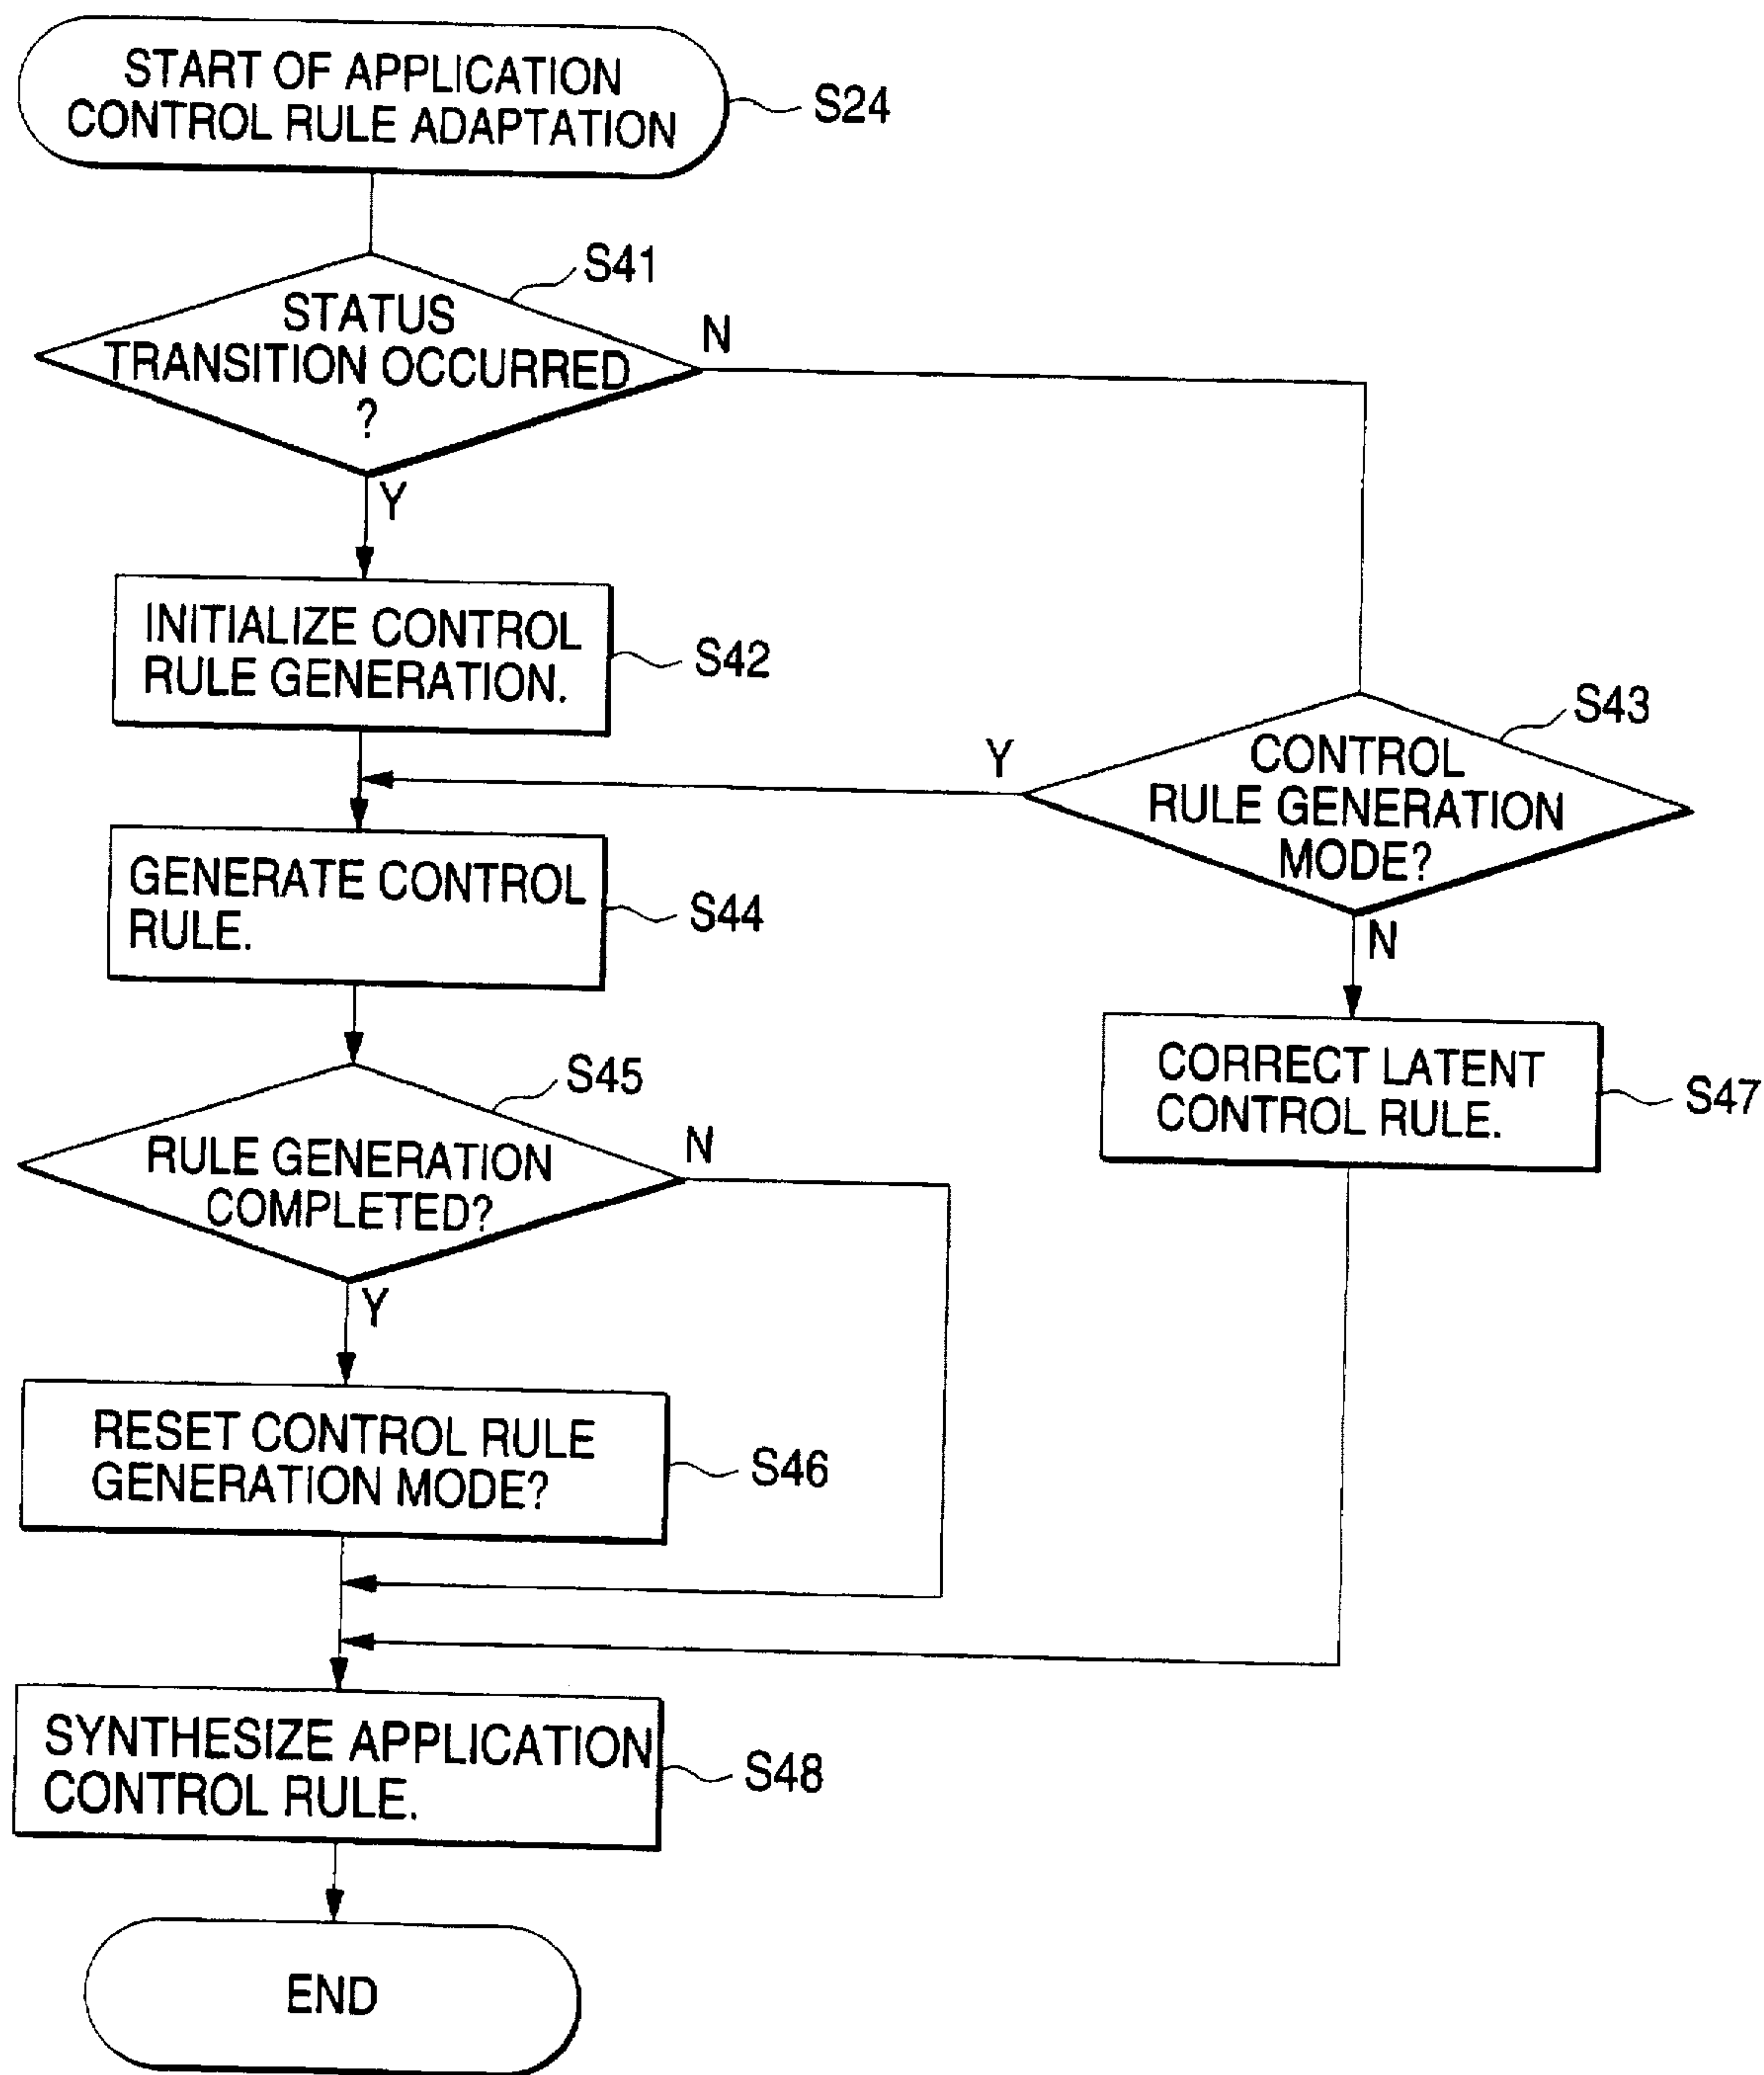 START OF APPLICATION
CONTROL RULE ADAPTATION
S24
S41
STATUS
TRANSITION OCCURRED
?
N
Y
INITIALIZE CONTROL
RULE GENERATION.
S42
S43
CONTROL
RULE GENERATION
MODE?
Y
N
GENERATE CONTROL
RULE.
S44
CORRECT LATENT
CONTROL RULE.
S47
S45
RULE GENERATION
COMPLETED?
N
Y
RESET CONTROL RULE
GENERATION MODE?
S46
SYNTHESIZE APPLICATION
CONTROL RULE.
S48
END